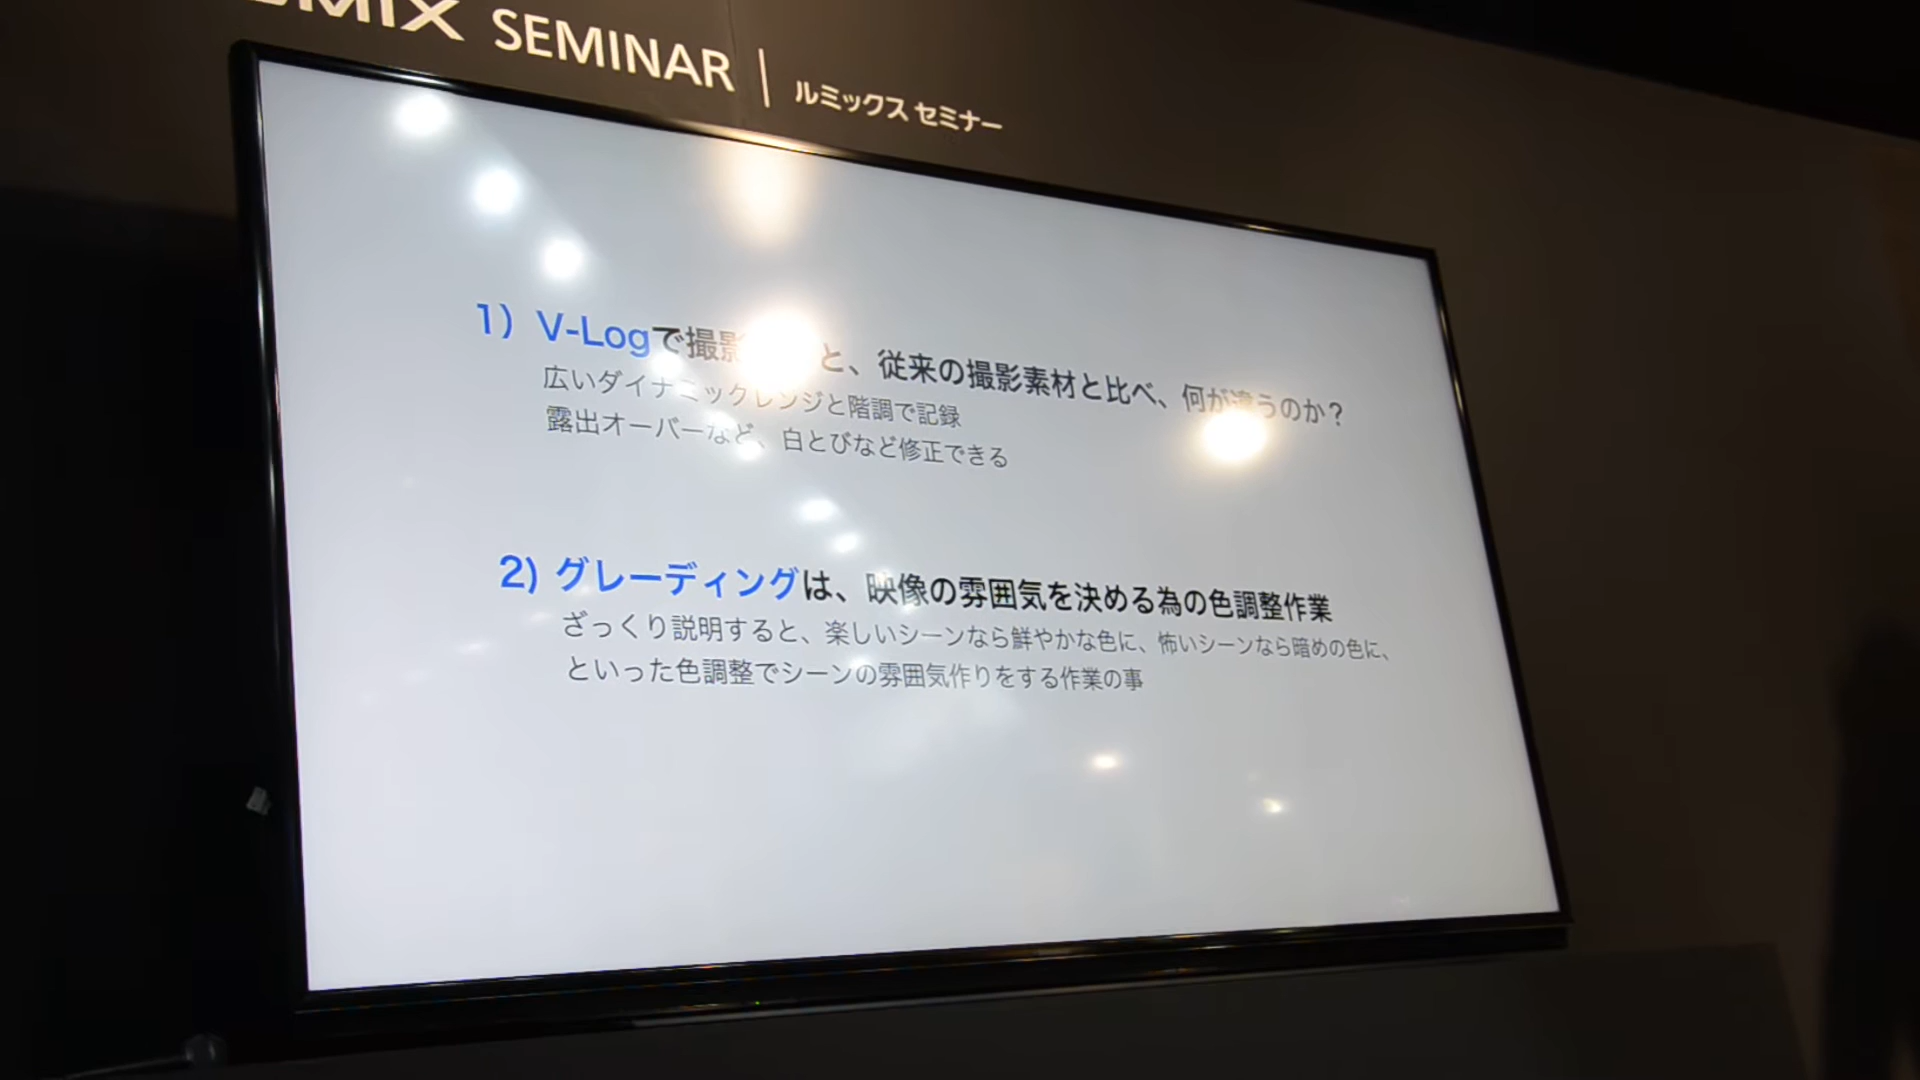 MIX SEMINAR
ルミックス セミナー
1) V-Logで撮影 と、従来の撮影素材と比べ、何が違うのか?
広いダイナミックレンジと階調で記録
露出オーバーなど、白とびなど修正できる
2) グレーディングは、映像の雰囲気を決める為の色調整作業
ざっくり説明すると、楽しいシーンなら鮮やかな色に、怖いシーンなら暗めの色に、
といった色調整でシーンの雰囲気作りをする作業の事